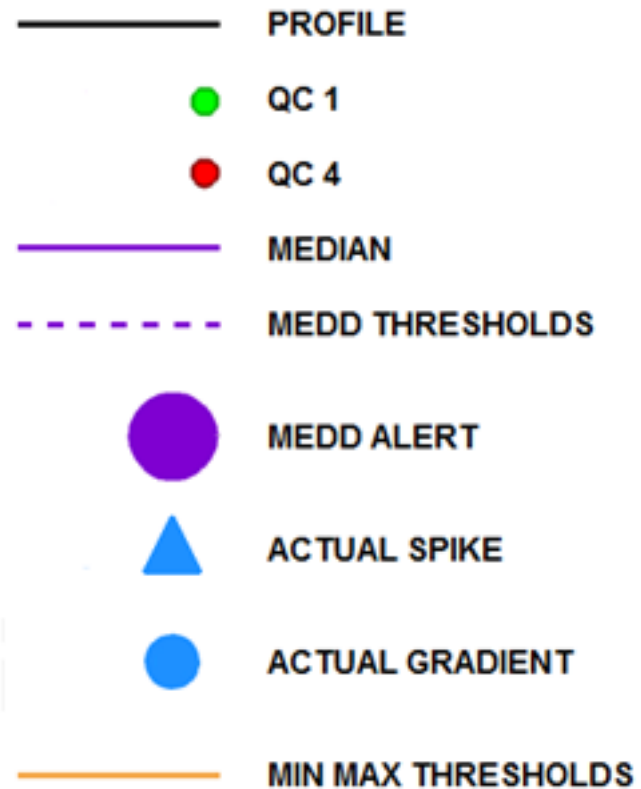 PROFILE
QC 1
QC 4
MEDIAN
MEDD THRESHOLDS
MEDD ALERT
ACTUAL SPIKE
ACTUAL GRADIENT
MIN MAX THRESHOLDS